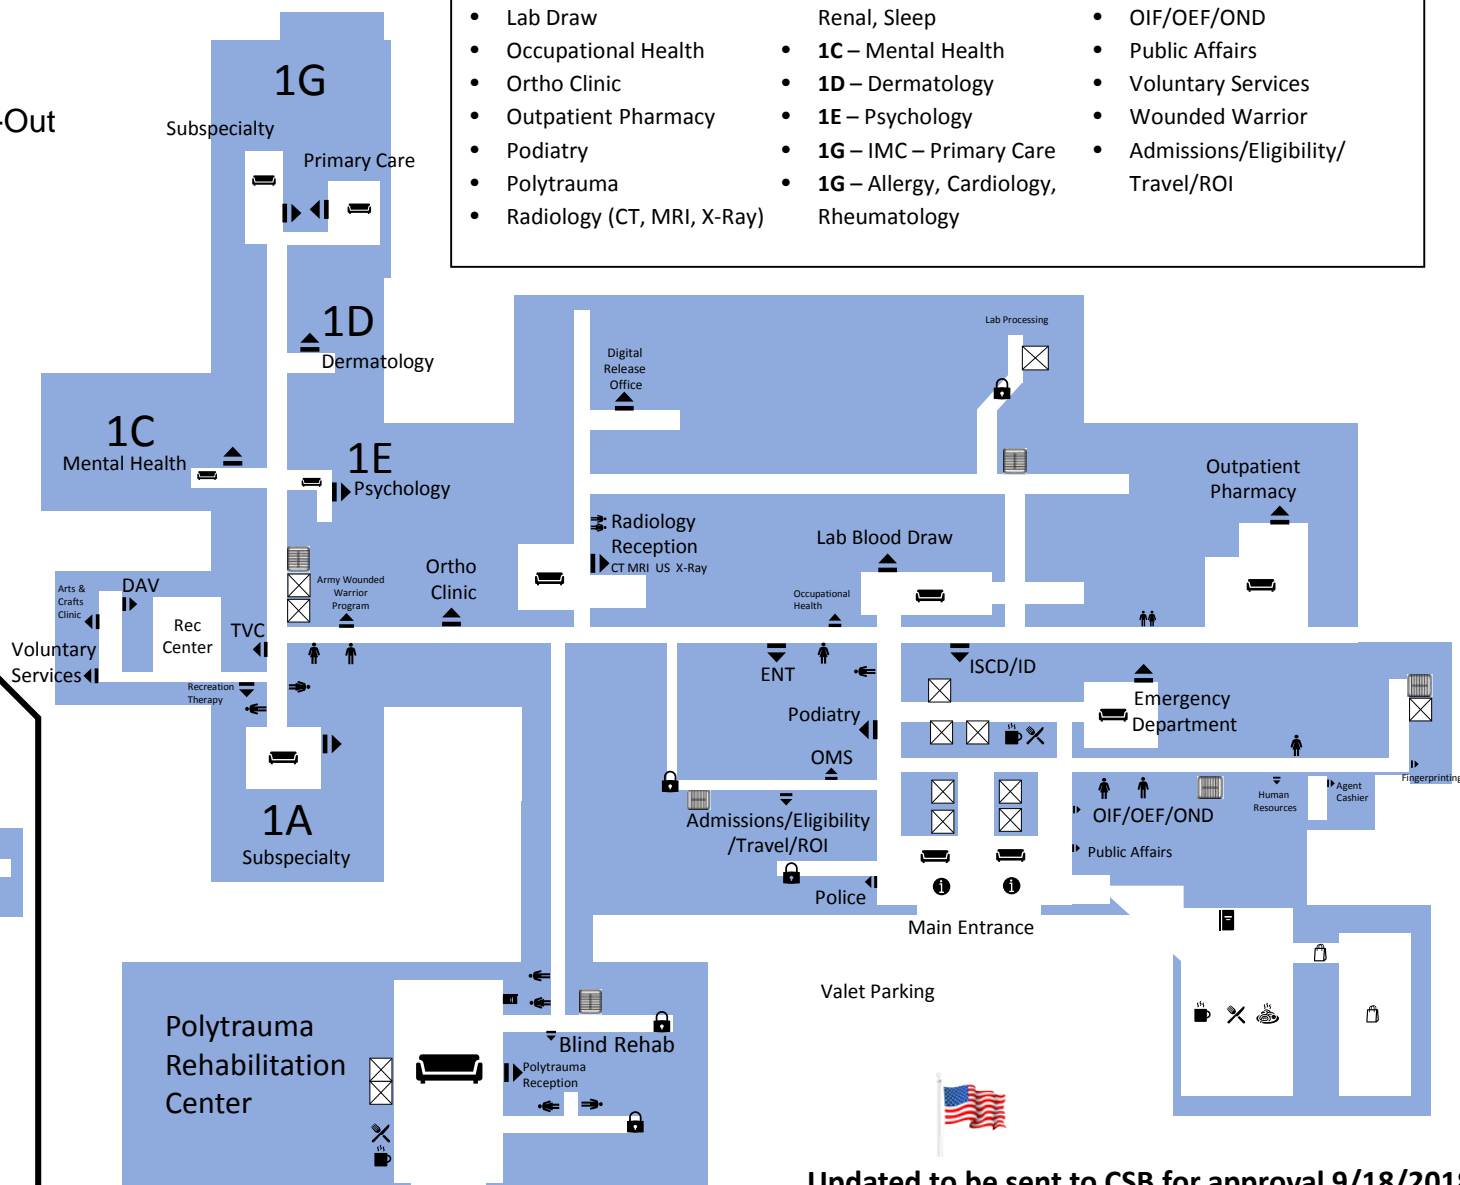 -Out
• Lab Draw
• Occupational Health
• Ortho Clinic
• Outpatient Pharmacy
• Podiatry
• Polytrauma
• Radiology (CT, MRI, X-Ray)
Renal, Sleep
• 1C – Mental Health
• 1D – Dermatology
• 1E – Psychology
• 1G – IMC – Primary Care
• 1G – Allergy, Cardiology,
Rheumatology
• OIF/OEF/OND
• Public Affairs
• Voluntary Services
• Wounded Warrior
• Admissions/Eligibility/
Travel/ROI
1G
Subspecialty
Primary Care
1D
Dermatology
1C
Mental Health
1E
Psychology
Digital
Release
Office
Lab Processing
Outpatient
Pharmacy
Radiology
Reception
CT MRI US X-Ray
Lab Blood Draw
Ortho
Clinic
Army Wounded
Warrior
Program
Occupational
Health
Arts &
Crafts
Clinic
DAV
Rec
Center
TVC
Voluntary
Services
Recreation
Therapy
ENT
ISCD/ID
Podiatry
Emergency
Department
OMS
Fingerprinting
Human
Resources
Agent
Cashier
Admissions/Eligibility
/Travel/ROI
OIF/OEF/OND
Public Affairs
1A
Subspecialty
Police
Main Entrance
Valet Parking
Polytrauma
Rehabilitation
Center
Blind Rehab
Polytrauma
Reception
Updated to be sent to CSB for approval 9/18/2018